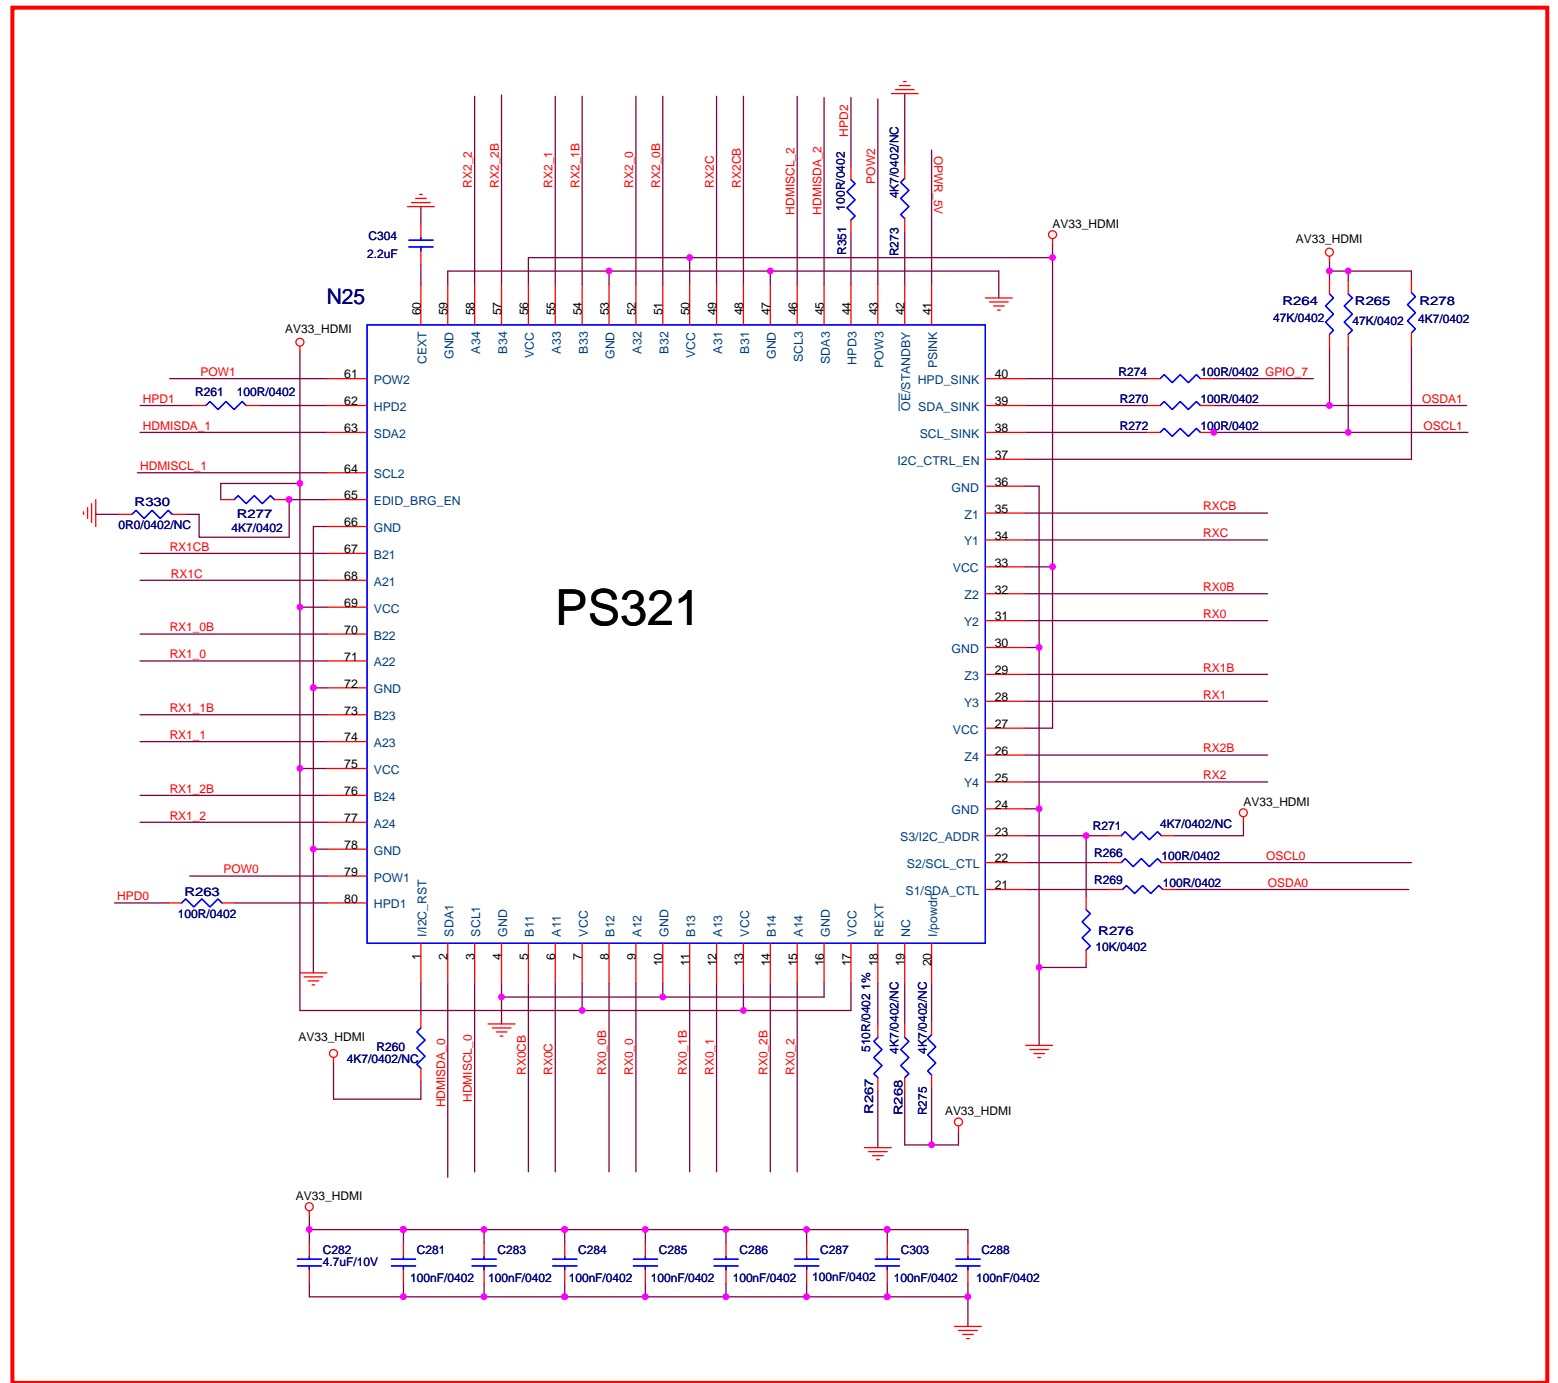 RX2_2
RX2_2B
RX2_1
RX2_1B
RX2_0
RX2_0B
RX2C
RX2CB
HDMISCL_2
HDMISDA_2
HPD2
100R/0402
R351
POW2
4K7/0402/NC
R273
OPWR_5V
C304
2.2uF
N25
AV33_HDMI
AV33_HDMI
AV33_HDMI
R264
47K/0402
R265
47K/0402
R278
4K7/0402
60 59 58 57 56 55 54 53 52 51 50 49 48 47 46 45 44 43 42 41
CEXT GND A34 B34 VCC A33 B33 GND A32 B32 VCC A31 B31 GND SCL3 SDA3 HPD3 POW3 OE/STANDBY PSINK
POW1 61 POW2
HPD1 R261 100R/0402 62 HPD2
HDMISDA_1 63 SDA2
HDMISCL_1 64 SCL2
65 EDID_BRG_EN
R330
0R0/0402/NC
R277
4K7/0402
66 GND
RX1CB 67 B21
RX1C 68 A21
69 VCC
RX1_0B 70 B22
RX1_0 71 A22
72 GND
RX1_1B 73 B23
RX1_1 74 A23
75 VCC
RX1_2B 76 B24
RX1_2 77 A24
78 GND
POW0 79 POW1
HPD0 R263 100R/0402 80 HPD1
PS321
HPD_SINK 40 R274 100R/0402 GPIO_7
SDA_SINK 39 R270 100R/0402 OSDA1
SCL_SINK 38 R272 100R/0402 OSCL1
I2C_CTRL_EN 37
GND 36
Z1 35 RXCB
Y1 34 RXC
VCC 33
Z2 32 RX0B
Y2 31 RX0
GND 30
Z3 29 RX1B
Y3 28 RX1
VCC 27
Z4 26 RX2B
Y4 25 RX2
GND 24
AV33_HDMI
S3/I2C_ADDR 23 R271 4K7/0402/NC
S2/SCL_CTL 22 R266 100R/0402 OSCL0
S1/SDA_CTL 21 R269 100R/0402 OSDA0
R276
10K/0402
I/I2C_RST SDA1 SCL1 GND B11 A11 VCC B12 A12 GND B13 A13 VCC B14 A14 GND VCC REXT NC I/powdn
1 2 3 4 5 6 7 8 9 10 11 12 13 14 15 16 17 18 19 20
AV33_HDMI
R260
4K7/0402/NC
HDMISDA_0
HDMISCL_0
RX0CB
RX0C
RX0_0B
RX0_0
RX0_1B
RX0_1
RX0_2B
RX0_2
510R/0402 1%
R267
4K7/0402/NC
R268
4K7/0402/NC
R275
AV33_HDMI
AV33_HDMI
C282
4.7uF/10V
C281
100nF/0402
C283
100nF/0402
C284
100nF/0402
C285
100nF/0402
C286
100nF/0402
C287
100nF/0402
C303
100nF/0402
C288
100nF/0402